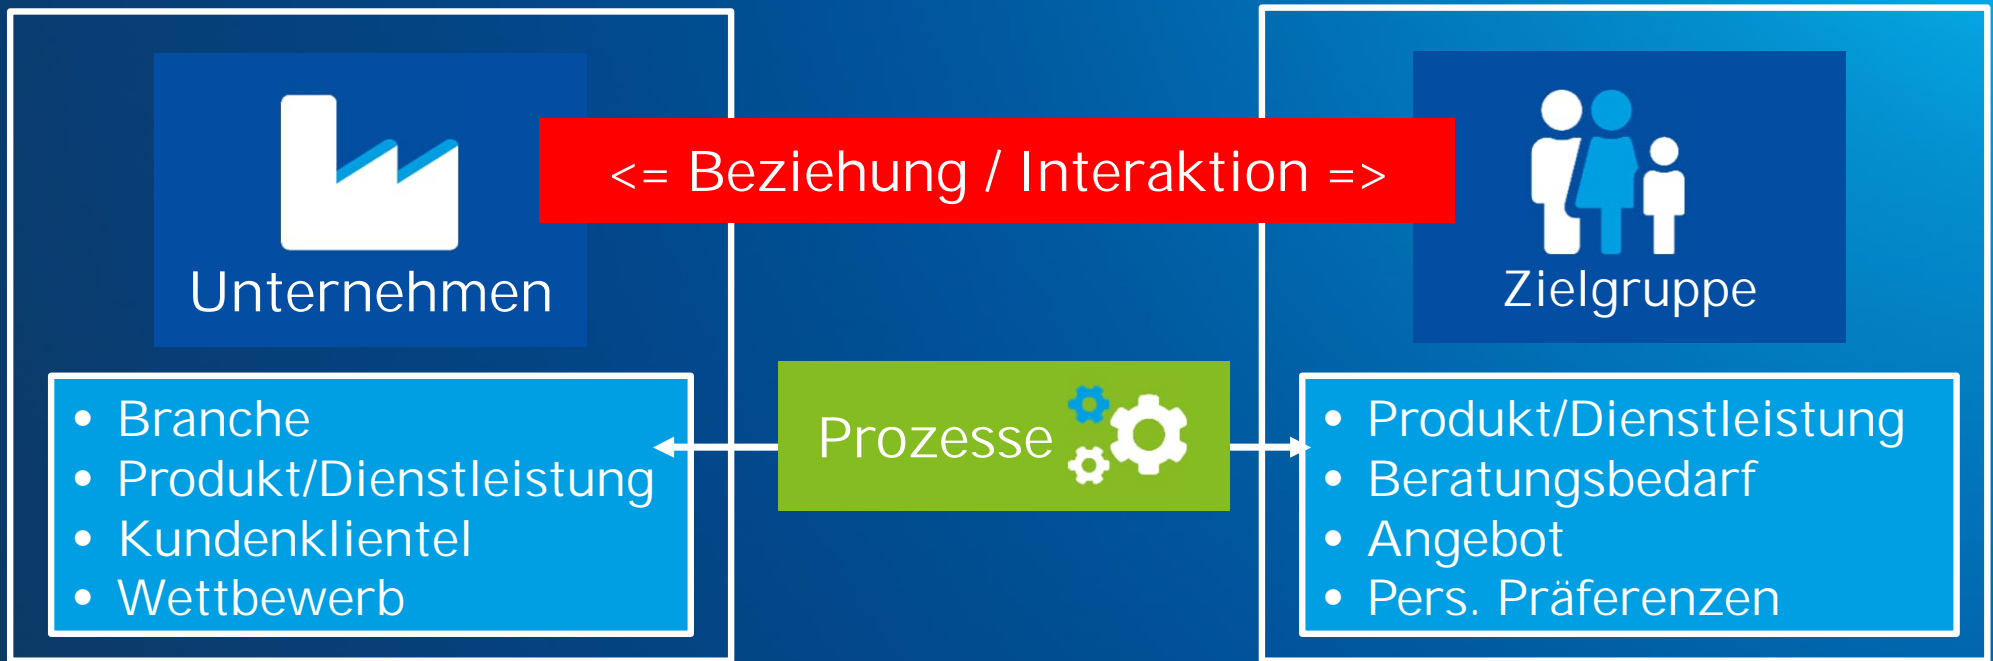 <= Beziehung / Interaktion =>
Unternehmen
Zielgruppe
• Branche
• Produkt/Dienstleistung
• Kundenklientel
• Wettbewerb
Prozesse
• Produkt/Dienstleistung
• Beratungsbedarf
• Angebot
• Pers. Präferenzen